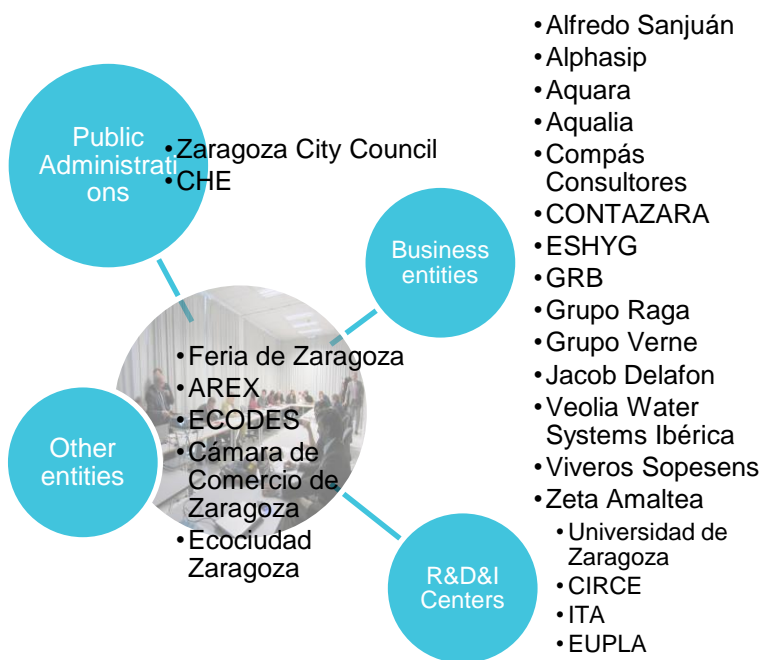 Public
Administrati
ons
•Zaragoza City Council
•CHE
Business
entities
•Alfredo Sanjuán
•Alphasip
•Aquara
•Aqualia
•Compás
Consultores
•CONTAZARA
•ESHYG
•GRB
•Grupo Raga
•Grupo Verne
•Jacob Delafon
•Veolia Water
Systems Ibérica
•Viveros Sopesens
•Zeta Amaltea
Other
entities
•Feria de Zaragoza
•AREX
•ECODES
•Cámara de
Comercio de
Zaragoza
•Ecociudad
Zaragoza
R&D&I
Centers
•Universidad de
Zaragoza
•CIRCE
•ITA
•EUPLA